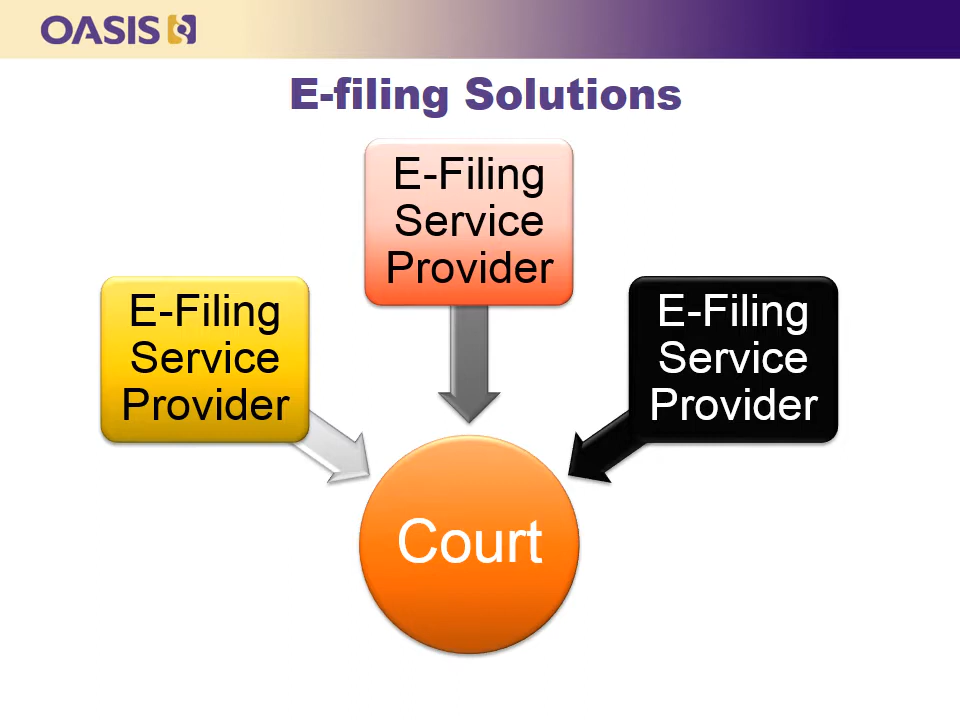 OASIS
E-filing Solutions
E-Filing
Service
Provider
E-Filing
Service
Provider
E-Filing
Service
Provider
Court